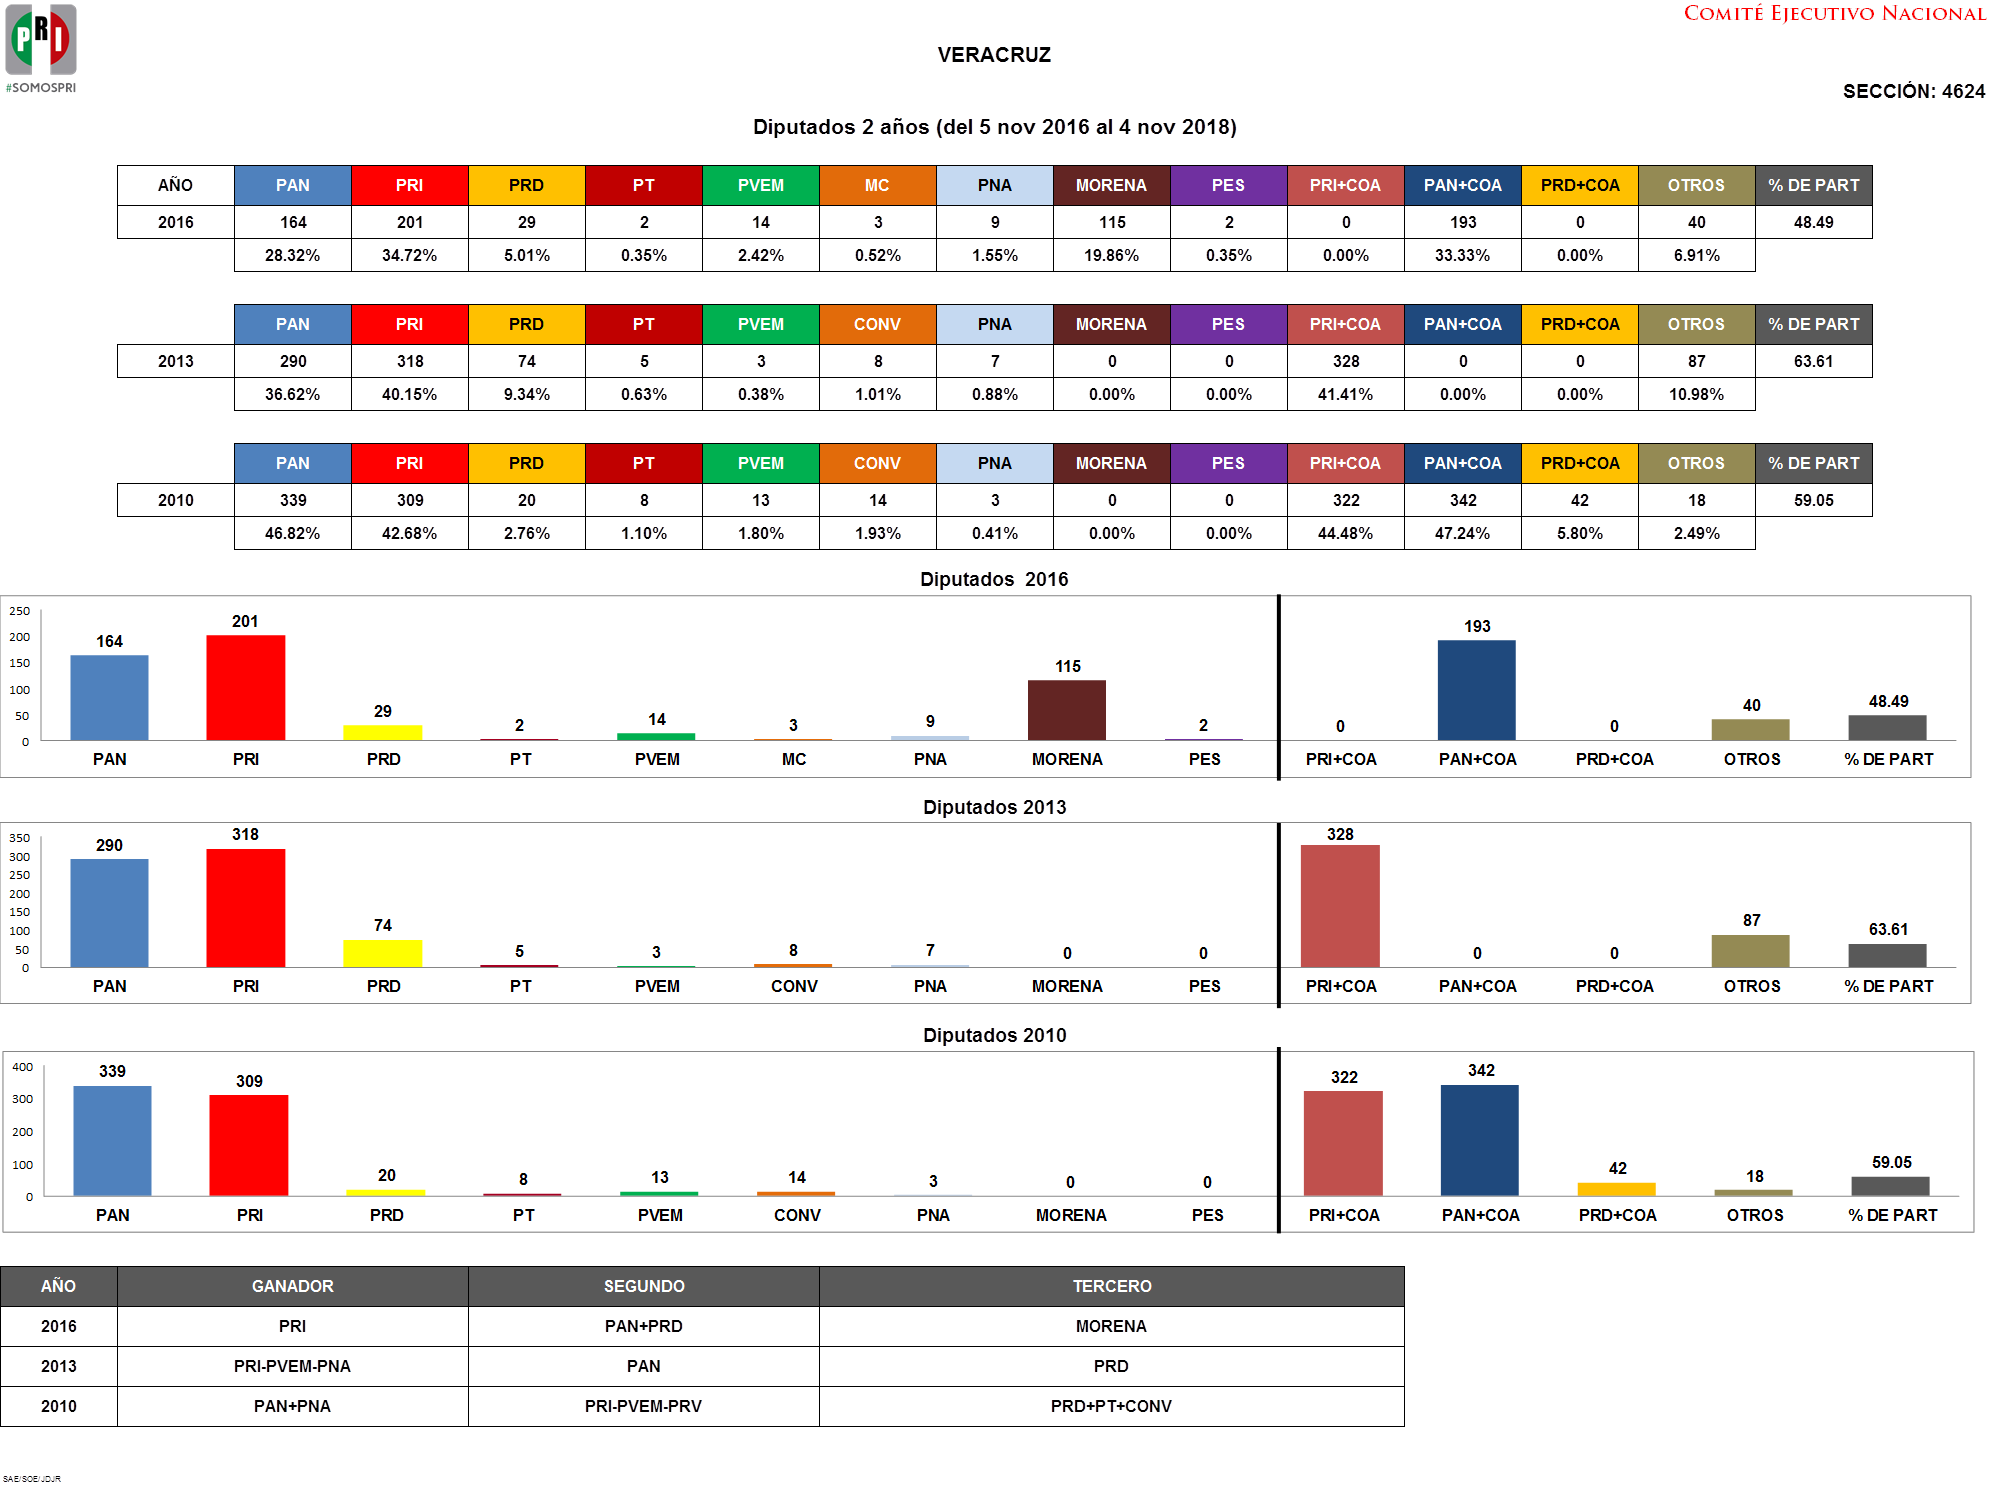 PRI
#SOMOSPRI
COMITÉ EJECUTIVO NACIONAL
VERACRUZ
SECCIÓN: 4624
Diputados 2 años (del 5 nov 2016 al 4 nov 2018)
AÑO PAN PRI PRD PT PVEM MC PNA MORENA PES PRI+COA PAN+COA PRD+COA OTROS % DE PART
2016 164 201 29 2 14 3 9 115 2 0 193 0 40 48.49
28.32% 34.72% 5.01% 0.35% 2.42% 0.52% 1.55% 19.86% 0.35% 0.00% 33.33% 0.00% 6.91%
PAN PRI PRD PT PVEM CONV PNA MORENA PES PRI+COA PAN+COA PRD+COA OTROS % DE PART
2013 290 318 74 5 3 8 7 0 0 328 0 0 87 63.61
36.62% 40.15% 9.34% 0.63% 0.38% 1.01% 0.88% 0.00% 0.00% 41.41% 0.00% 0.00% 10.98%
PAN PRI PRD PT PVEM CONV PNA MORENA PES PRI+COA PAN+COA PRD+COA OTROS % DE PART
2010 339 309 20 8 13 14 3 0 0 322 342 42 18 59.05
46.82% 42.68% 2.76% 1.10% 1.80% 1.93% 0.41% 0.00% 0.00% 44.48% 47.24% 5.80% 2.49%
Diputados 2016
250
200
150
100
50
0
164 201 29 2 14 3 9 115 2 0 193 0 40 48.49
PAN PRI PRD PT PVEM MC PNA MORENA PES PRI+COA PAN+COA PRD+COA OTROS % DE PART
Diputados 2013
350
300
250
200
150
100
50
0
290 318 74 5 3 8 7 0 0 328 0 0 87 63.61
PAN PRI PRD PT PVEM CONV PNA MORENA PES PRI+COA PAN+COA PRD+COA OTROS % DE PART
Diputados 2010
400
300
200
100
0
339 309 20 8 13 14 3 0 0 322 342 42 18 59.05
PAN PRI PRD PT PVEM CONV PNA MORENA PES PRI+COA PAN+COA PRD+COA OTROS % DE PART
AÑO GANADOR SEGUNDO TERCERO
2016 PRI PAN+PRD MORENA
2013 PRI-PVEM-PNA PAN PRD
2010 PAN+PNA PRI-PVEM-PRV PRD+PT+CONV
SAE/SOE/JDJR